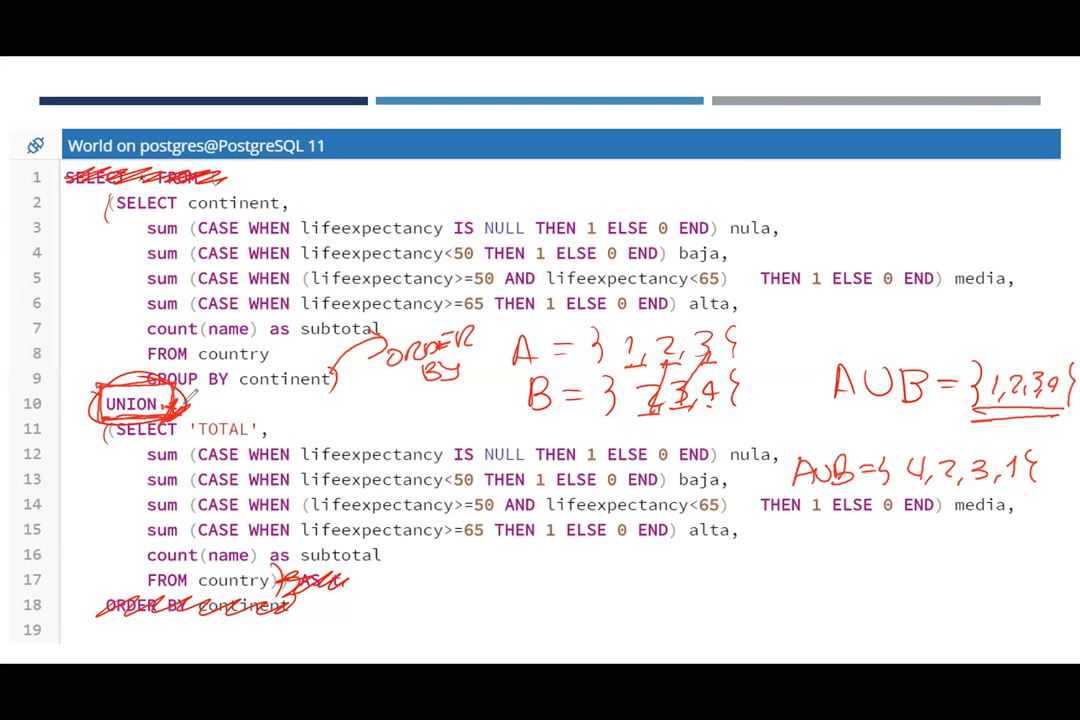 World on postgres@PostgreSQL 11
1 SELECT * FROM
2 (SELECT continent,
3 sum (CASE WHEN lifeexpectancy IS NULL THEN 1 ELSE 0 END) nula,
4 sum (CASE WHEN lifeexpectancy<50 THEN 1 ELSE 0 END) baja,
5 sum (CASE WHEN (lifeexpectancy>=50 AND lifeexpectancy<65) THEN 1 ELSE 0 END) media,
6 sum (CASE WHEN lifeexpectancy>=65 THEN 1 ELSE 0 END) alta,
7 count(name) as subtotal
8 FROM country
9 GROUP BY continent)
ORDER
BY
A = } 1, 2, 3 {
B = } 2, 3, 4 {
A U B = } 1, 2, 3, 4 {
10 UNION
11 (SELECT 'TOTAL',
12 sum (CASE WHEN lifeexpectancy IS NULL THEN 1 ELSE 0 END) nula,
A U B = } 4, 2, 3, 1 {
13 sum (CASE WHEN lifeexpectancy<50 THEN 1 ELSE 0 END) baja,
14 sum (CASE WHEN (lifeexpectancy>=50 AND lifeexpectancy<65) THEN 1 ELSE 0 END) media,
15 sum (CASE WHEN lifeexpectancy>=65 THEN 1 ELSE 0 END) alta,
16 count(name) as subtotal
17 FROM country) AS
18 ORDER BY continent
19